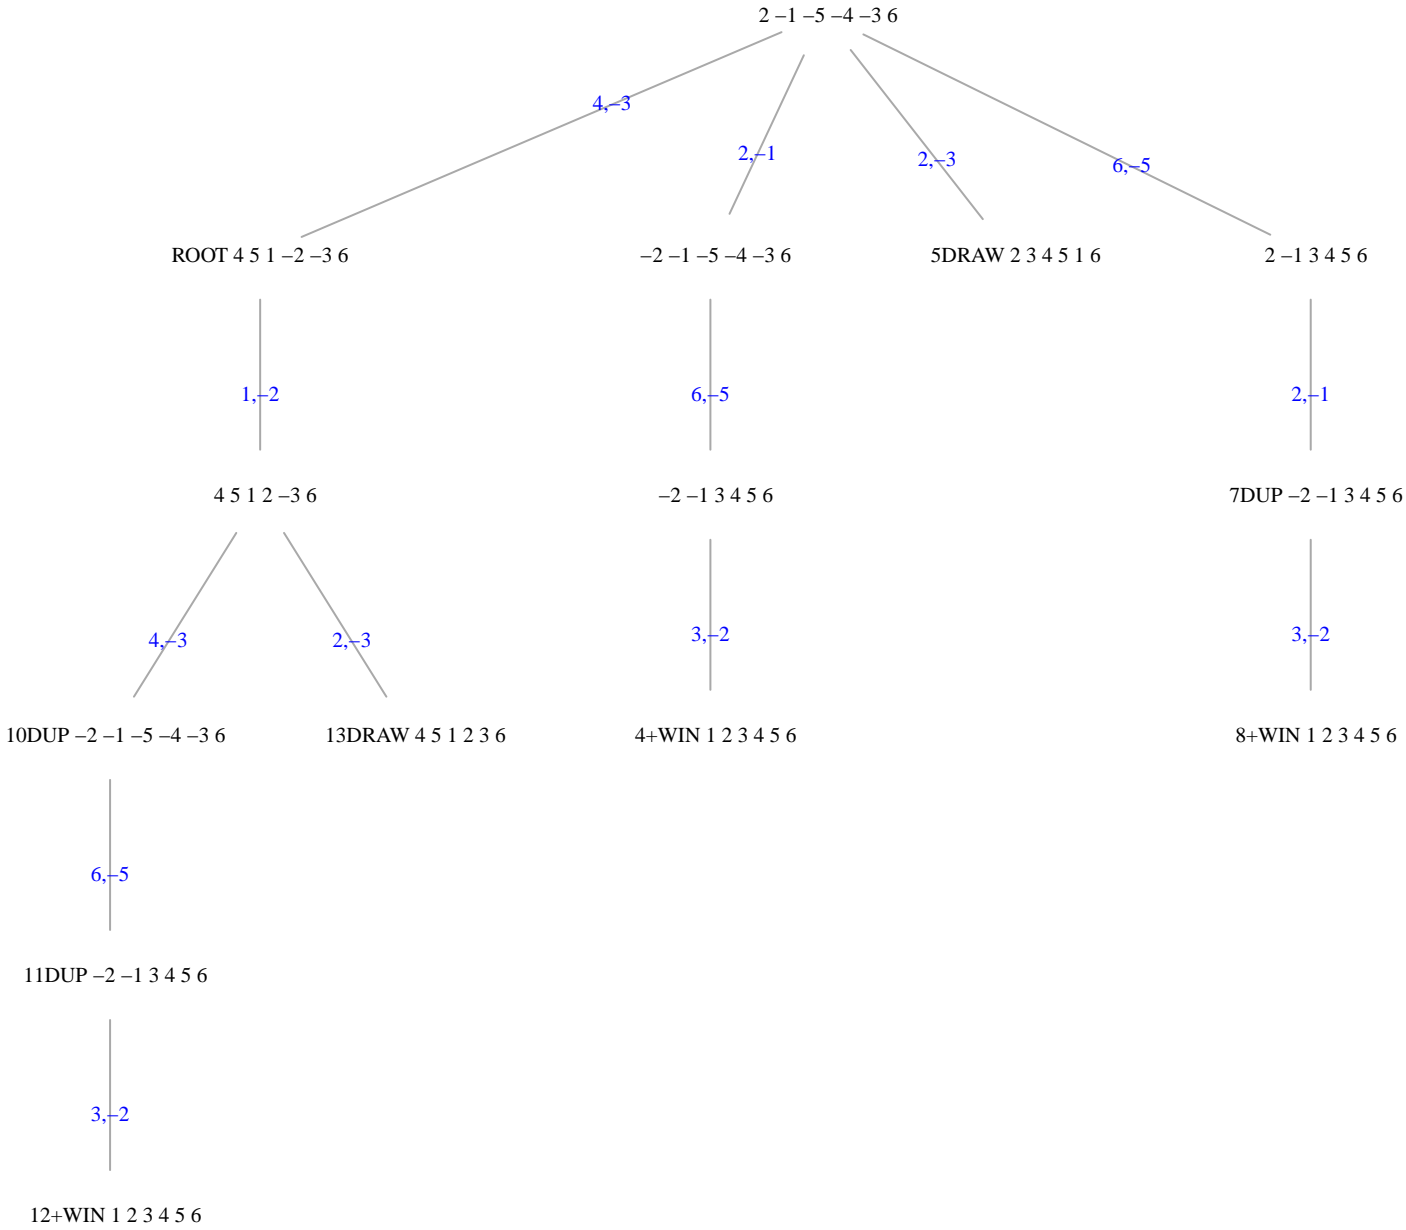 2 –1 –5 –4 –3 6
4,–3
2,–1
2,–3
6,–5
ROOT 4 5 1 –2 –3 6
–2 –1 –5 –4 –3 6
5DRAW 2 3 4 5 1 6
2 –1 3 4 5 6
1,–2
6,–5
2,–1
4 5 1 2 –3 6
–2 –1 3 4 5 6
7DUP –2 –1 3 4 5 6
4,–3
2,–3
3,–2
3,–2
10DUP –2 –1 –5 –4 –3 6
13DRAW 4 5 1 2 3 6
4+WIN 1 2 3 4 5 6
8+WIN 1 2 3 4 5 6
6,–5
11DUP –2 –1 3 4 5 6
3,–2
12+WIN 1 2 3 4 5 6